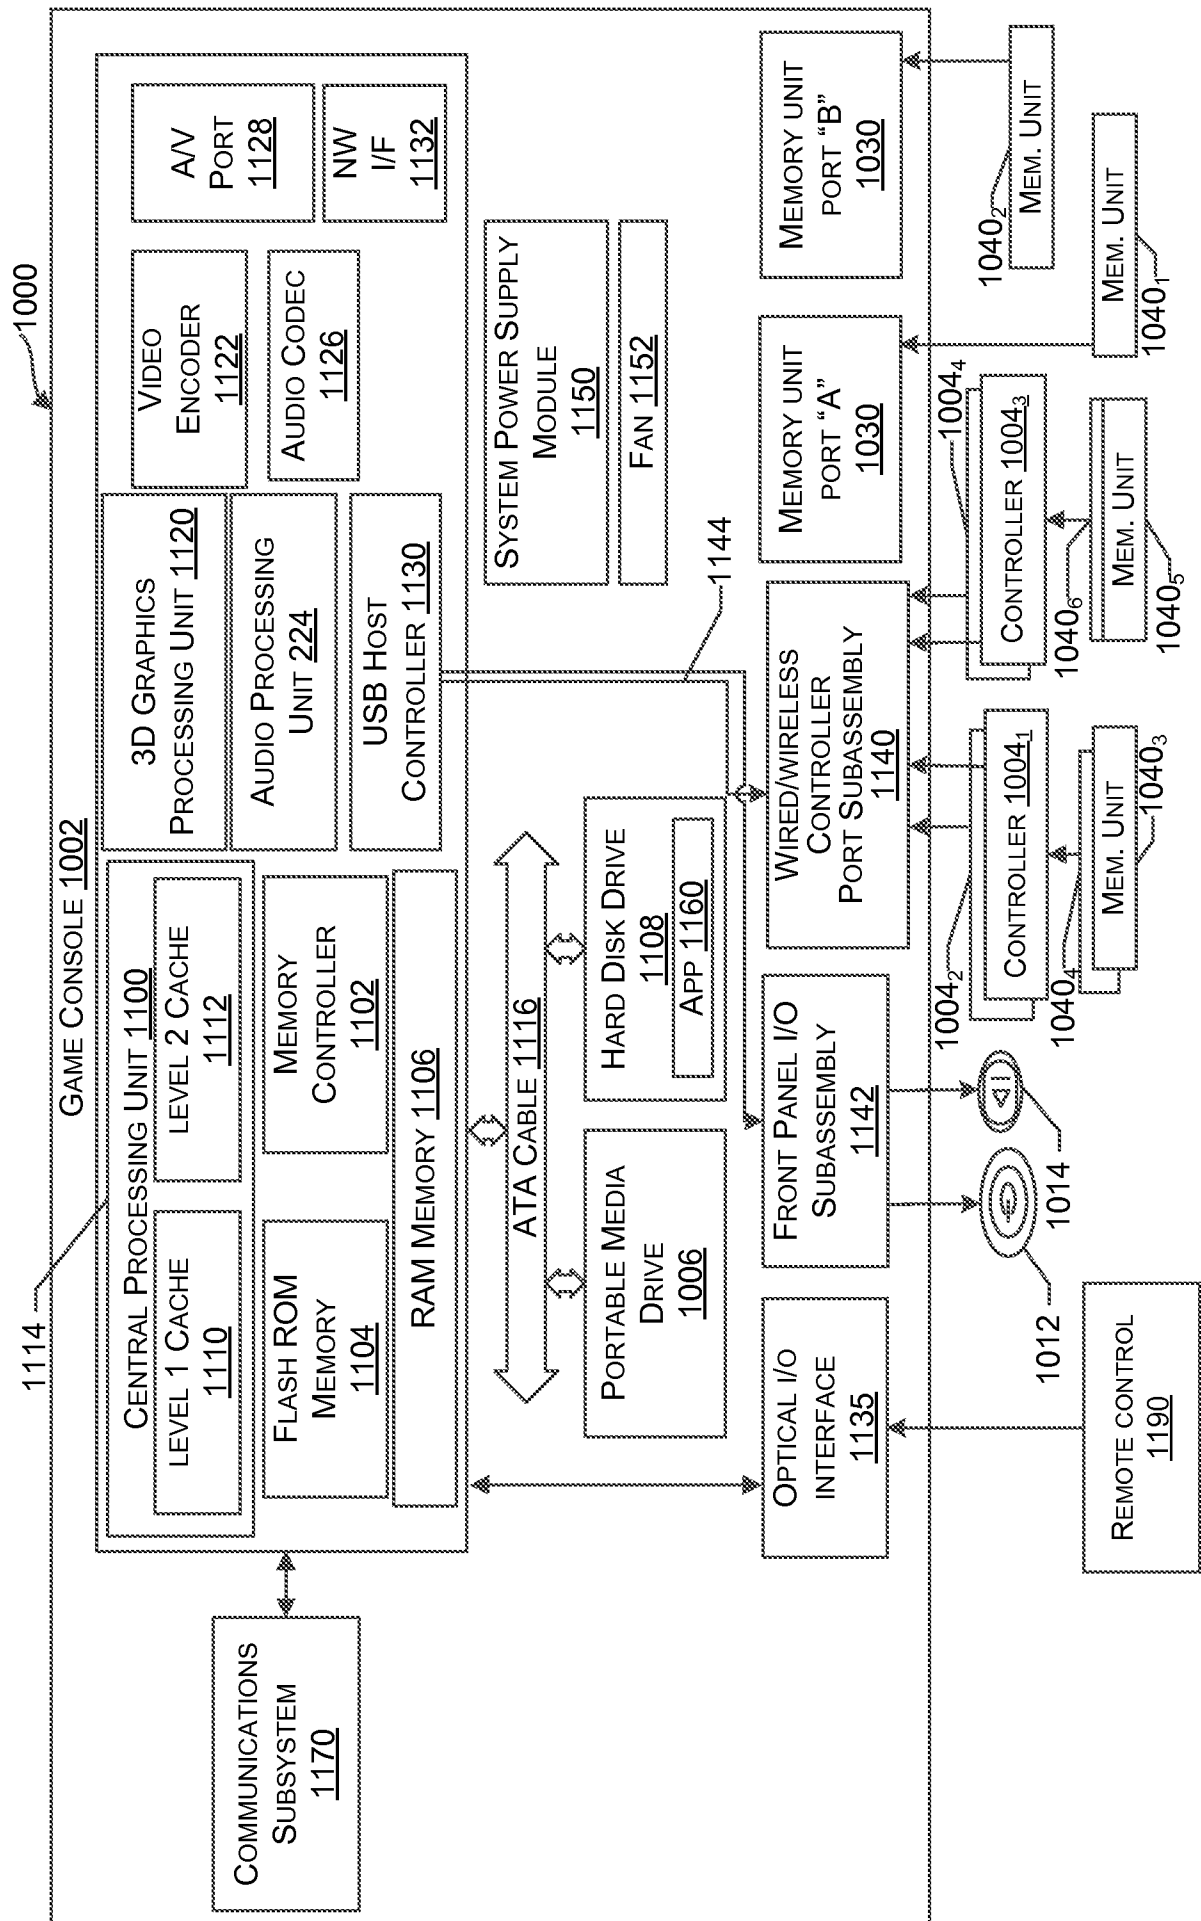 1000
GAME CONSOLE 1002
1114
CENTRAL PROCESSING UNIT 1100
LEVEL 1 CACHE
1110
LEVEL 2 CACHE
1112
3D GRAPHICS
PROCESSING UNIT 1120
VIDEO
ENCODER
1122
A/V
PORT
1128
FLASH ROM
MEMORY
1104
MEMORY
CONTROLLER
1102
AUDIO PROCESSING
UNIT 224
AUDIO CODEC
1126
NW
I/F
1132
RAM MEMORY 1106
USB HOST
CONTROLLER 1130
COMMUNICATIONS
SUBSYSTEM
1170
ATA CABLE 1116
SYSTEM POWER SUPPLY
MODULE
1150
FAN 1152
PORTABLE MEDIA
DRIVE
1006
HARD DISK DRIVE
1108
APP 1160
1144
OPTICAL I/O
INTERFACE
1135
FRONT PANEL I/O
SUBASSEMBLY
1142
WIRED/WIRELESS
CONTROLLER
PORT SUBASSEMBLY
1140
MEMORY UNIT
PORT “A”
1030
MEMORY UNIT
PORT “B”
1030
1004₂
1004₄
1040₂
CONTROLLER 1004₁
CONTROLLER 1004₃
MEM. UNIT
1012
1014
1040₄
1040₆
MEM. UNIT
1040₃
MEM. UNIT
1040₅
MEM. UNIT
1040₁
REMOTE CONTROL
1190